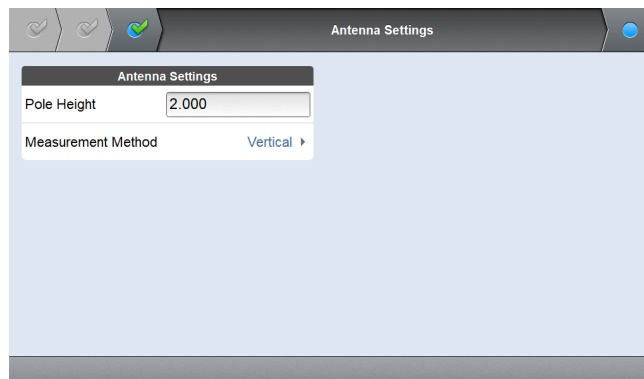 Antenna Settings
Antenna Settings
Pole Height 2.000
Measurement Method Vertical